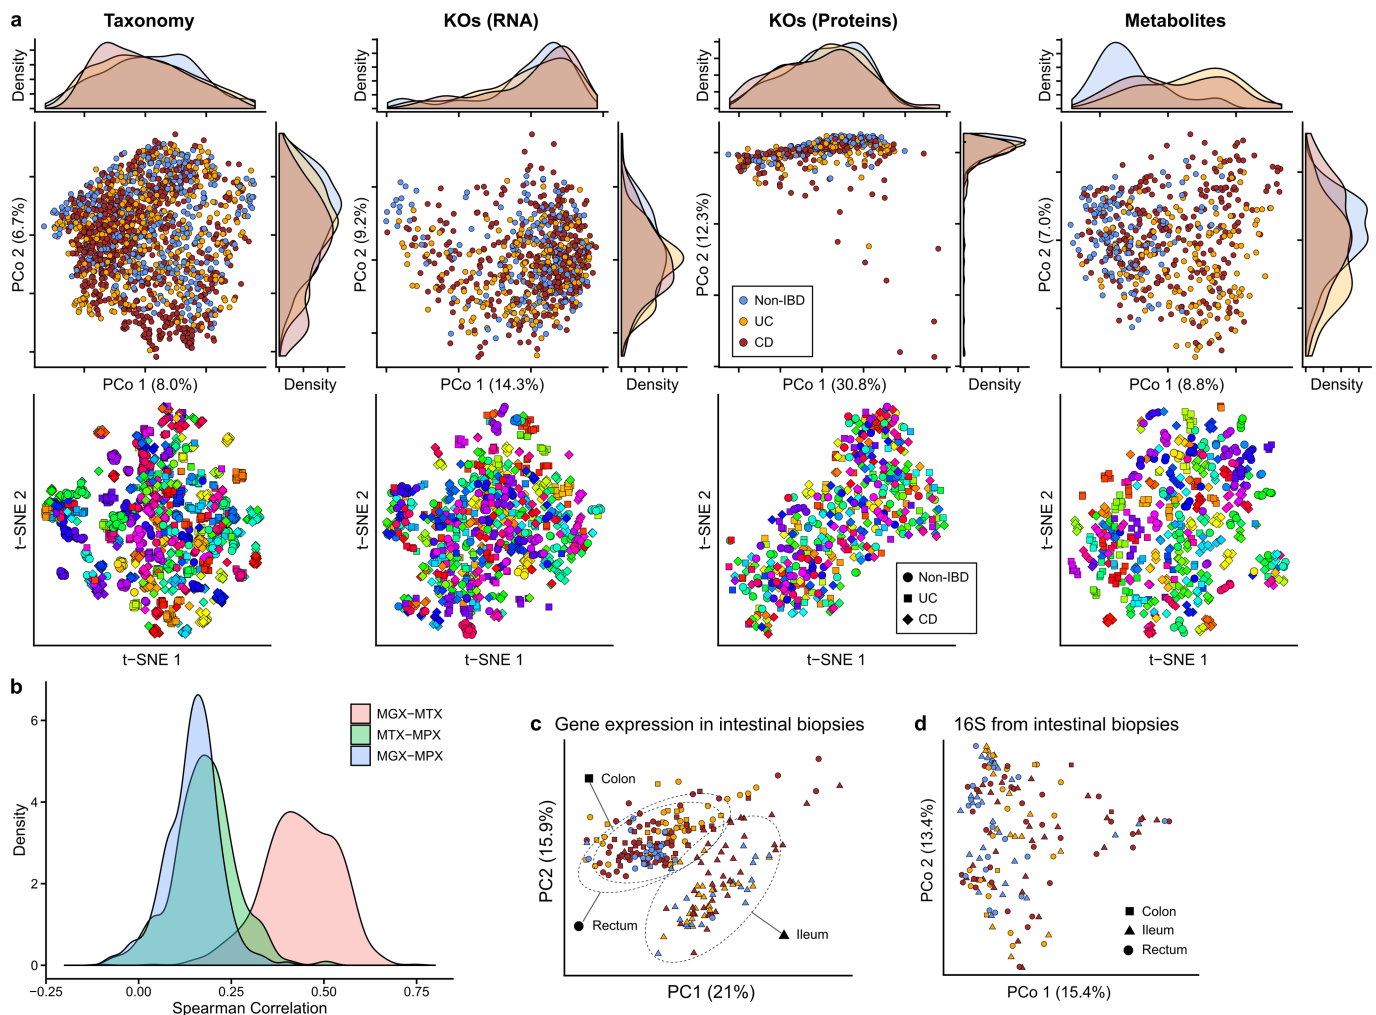 a
Taxonomy
KOs (RNA)
KOs (Proteins)
Metabolites
Density
Density
Density
Density
PCo 2 (6.7%)
PCo 2 (9.2%)
PCo 2 (12.3%)
PCo 2 (7.0%)
Non-IBD
UC
CD
PCo 1 (8.0%)
Density
PCo 1 (14.3%)
Density
PCo 1 (30.8%)
Density
PCo 1 (8.8%)
Density
t−SNE 2
t−SNE 2
t−SNE 2
t−SNE 2
Non-IBD
UC
CD
t−SNE 1
t−SNE 1
t−SNE 1
t−SNE 1
b
Density
6
4
2
0
−0.25
0.00
0.25
0.50
0.75
Spearman Correlation
MGX−MTX
MTX−MPX
MGX−MPX
c
Gene expression in intestinal biopsies
PC2 (15.9%)
Colon
Rectum
Ileum
PC1 (21%)
d
16S from intestinal biopsies
PCo 2 (13.4%)
Colon
Ileum
Rectum
PCo 1 (15.4%)